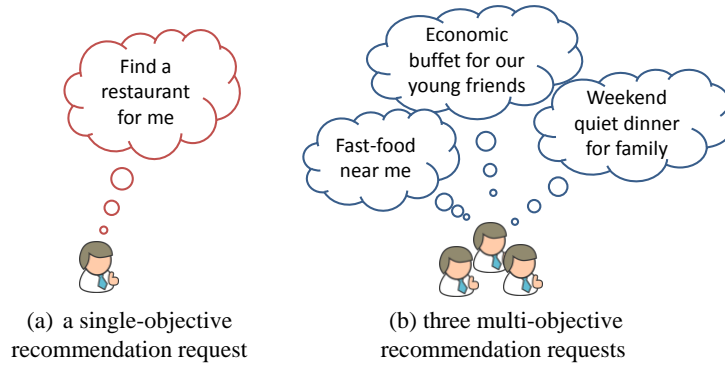 Find a
restaurant
for me
Economic
buffet for our
young friends
Fast-food
near me
Weekend
quiet dinner
for family
(a) a single-objective
recommendation request
(b) three multi-objective
recommendation requests